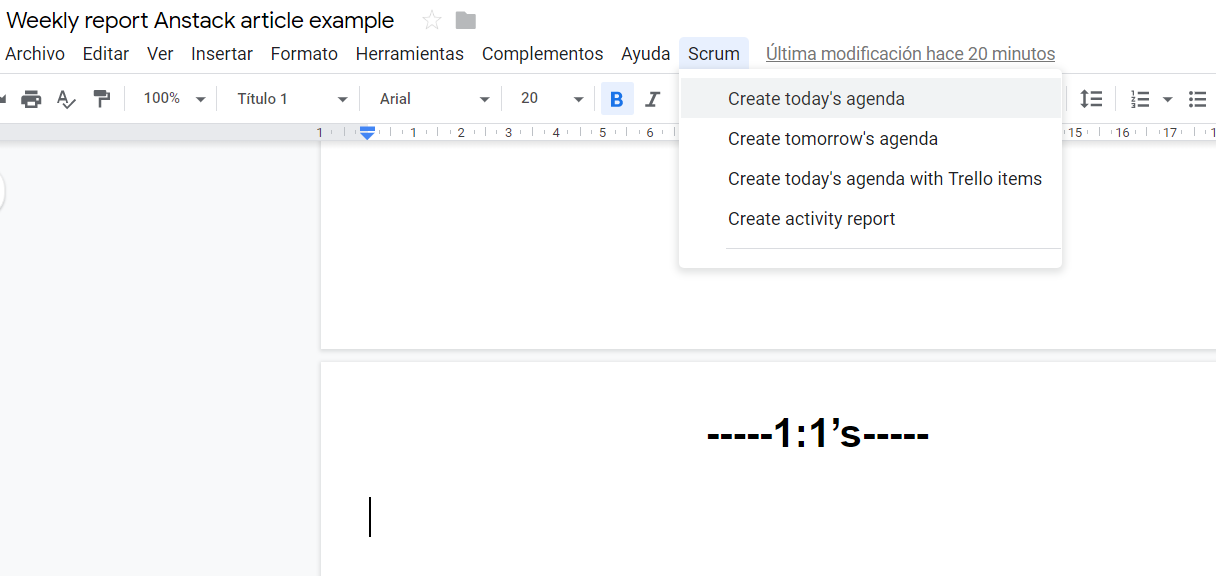 Weekly report Anstack article example
Archivo Editar Ver Insertar Formato Herramientas Complementos Ayuda Scrum Última modificación hace 20 minutos
100% Título 1 Arial 20 B I
Create today's agenda
1 1 2 3 4 5 6 15 16 17 1
Create tomorrow's agenda
Create today's agenda with Trello items
Create activity report
-----1:1’s-----